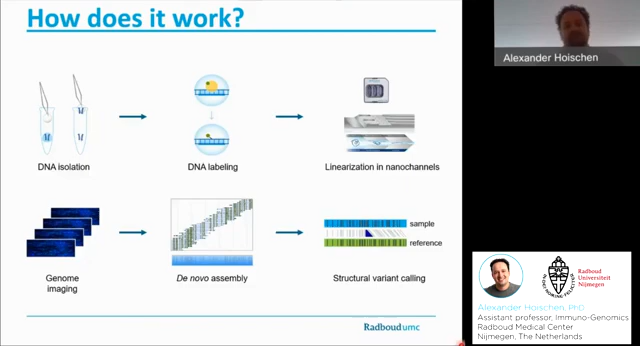 How does it work?
DNA isolation
DNA labeling
Linearization in nanochannels
sample
reference
Genome
imaging
De novo assembly
Structural variant calling
Radboudumc
Alexander Hoischen
Radboud
Universiteit
Nijmegen
Alexander Hoischen, PhD
Assistant professor, Immuno-Genomics
Radboud Medical Center
Nijmegen, The Netherlands